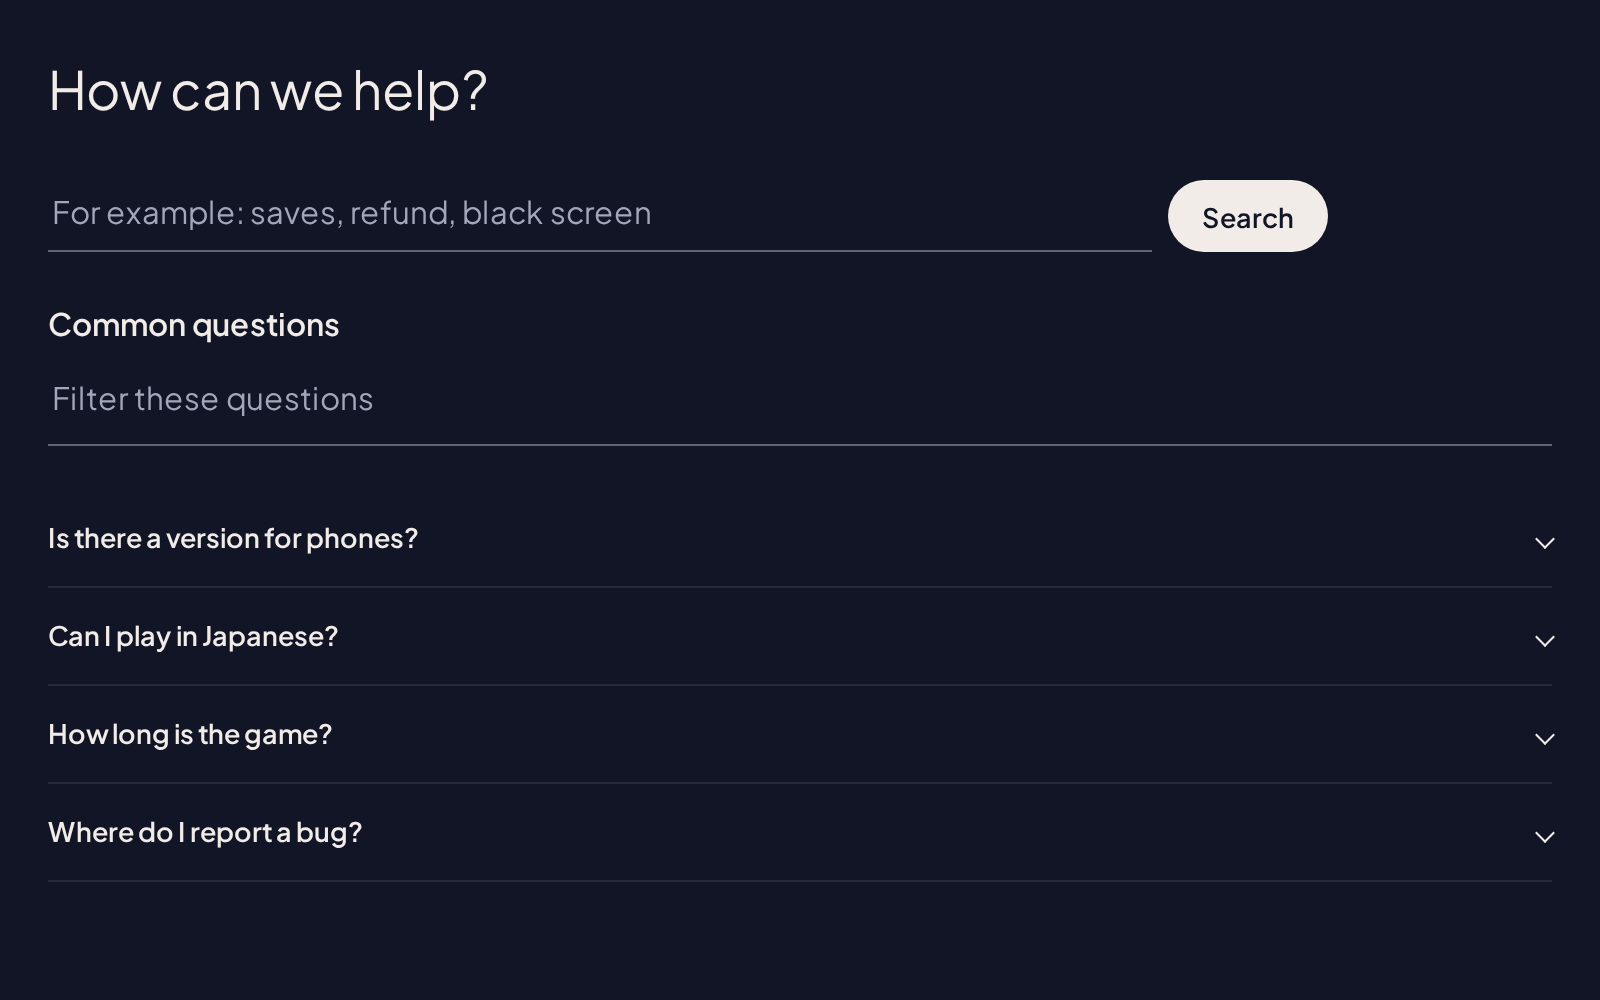 How can we help?
For example: saves, refund, black screen
Search
Common questions
Filter these questions
Is there a version for phones?
Can I play in Japanese?
How long is the game?
Where do I report a bug?